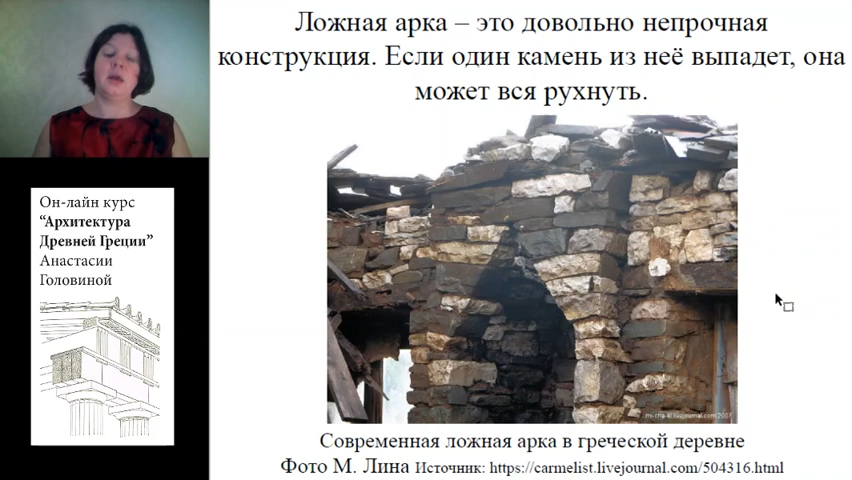 Ложная арка – это довольно непрочная
конструкция. Если один камень из неё выпадет, она
может вся рухнуть.
Он-лайн курс
“Архитектура
Древней Греции”
Анастасии
Головиной
Современная ложная арка в греческой деревне
Фото М. Лина Источник: https://carmelist.livejournal.com/504316.html